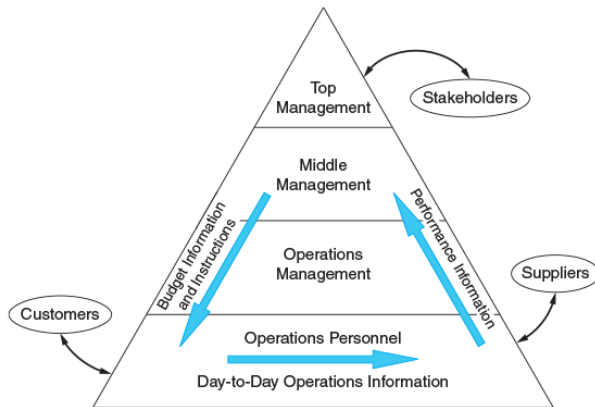 Top
Management
Stakeholders
Middle
Management
Budget Information
and Instructions
Performance Information
Operations
Management
Suppliers
Customers
Operations Personnel
Day-to-Day Operations Information